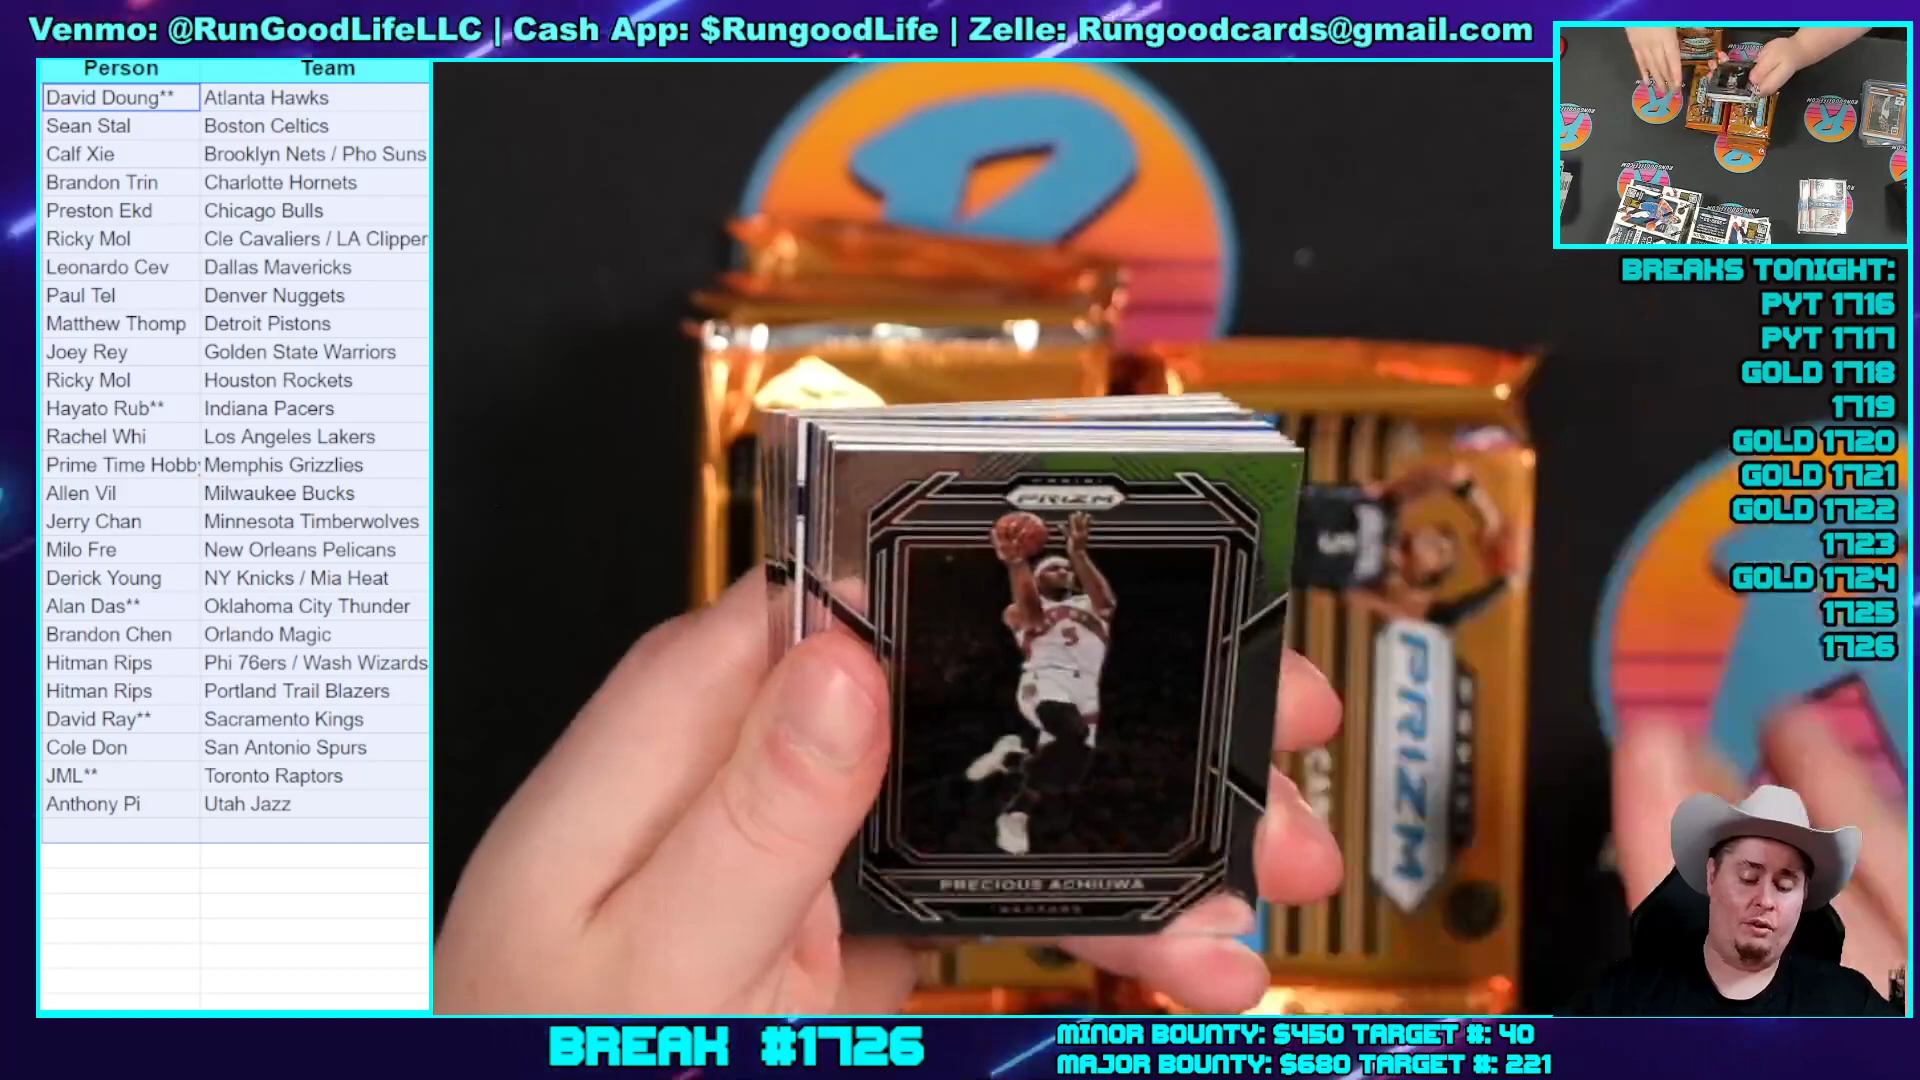 Venmo: @RunGoodLifeLLC | Cash App: $RungoodLife | Zelle: Rungoodcards@gmail.com
Person Team
David Doung** Atlanta Hawks
Sean Stal Boston Celtics
Calf Xie Brooklyn Nets / Pho Suns
Brandon Trin Charlotte Hornets
Preston Ekd Chicago Bulls
Ricky Mol Cle Cavaliers / LA Clipper
Leonardo Cev Dallas Mavericks
Paul Tel Denver Nuggets
Matthew Thomp Detroit Pistons
Joey Rey Golden State Warriors
Ricky Mol Houston Rockets
Hayato Rub** Indiana Pacers
Rachel Whi Los Angeles Lakers
Prime Time Hobby Memphis Grizzlies
Allen Vil Milwaukee Bucks
Jerry Chan Minnesota Timberwolves
Milo Fre New Orleans Pelicans
Derick Young NY Knicks / Mia Heat
Alan Das** Oklahoma City Thunder
Brandon Chen Orlando Magic
Hitman Rips Phi 76ers / Wash Wizards
Hitman Rips Portland Trail Blazers
David Ray** Sacramento Kings
Cole Don San Antonio Spurs
JML** Toronto Raptors
Anthony Pi Utah Jazz
PANINI
PRIZM
5
PRECIOUS ACHIUWA
RAPTORS
PRIZM
BREAKS TONIGHT:
PYT 1716
PYT 1717
GOLD 1718
1719
GOLD 1720
GOLD 1721
GOLD 1722
1723
GOLD 1724
1725
1726
BREAK #1726
MINOR BOUNTY: $450 TARGET #: 40
MAJOR BOUNTY: $680 TARGET #: 221